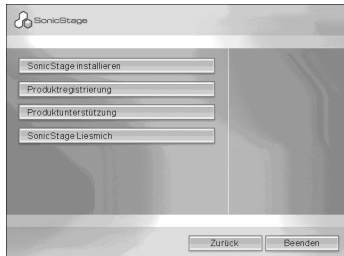 SonicStage
SonicStage installieren
Produktregistrierung
Produktunterstützung
SonicStage Liesmich
Zurück
Beenden